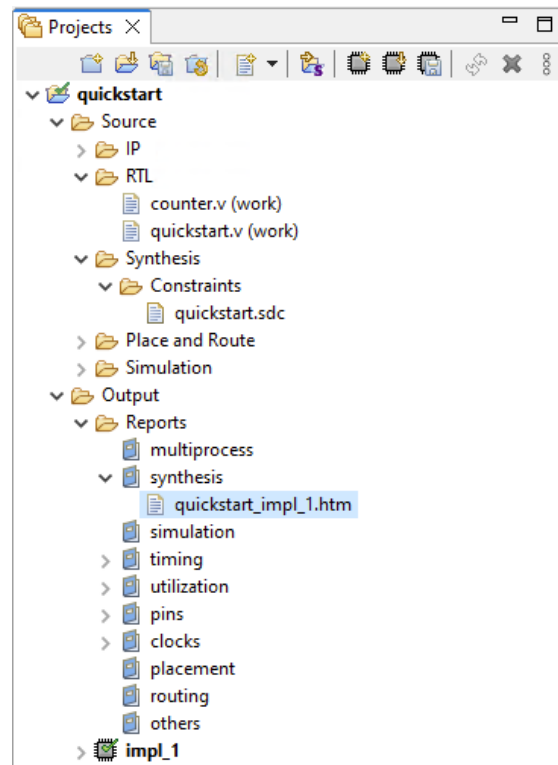 Projects
quickstart
Source
IP
RTL
counter.v (work)
quickstart.v (work)
Synthesis
Constraints
quickstart.sdc
Place and Route
Simulation
Output
Reports
multiprocess
synthesis
quickstart_impl_1.htm
simulation
timing
utilization
pins
clocks
placement
routing
others
impl_1